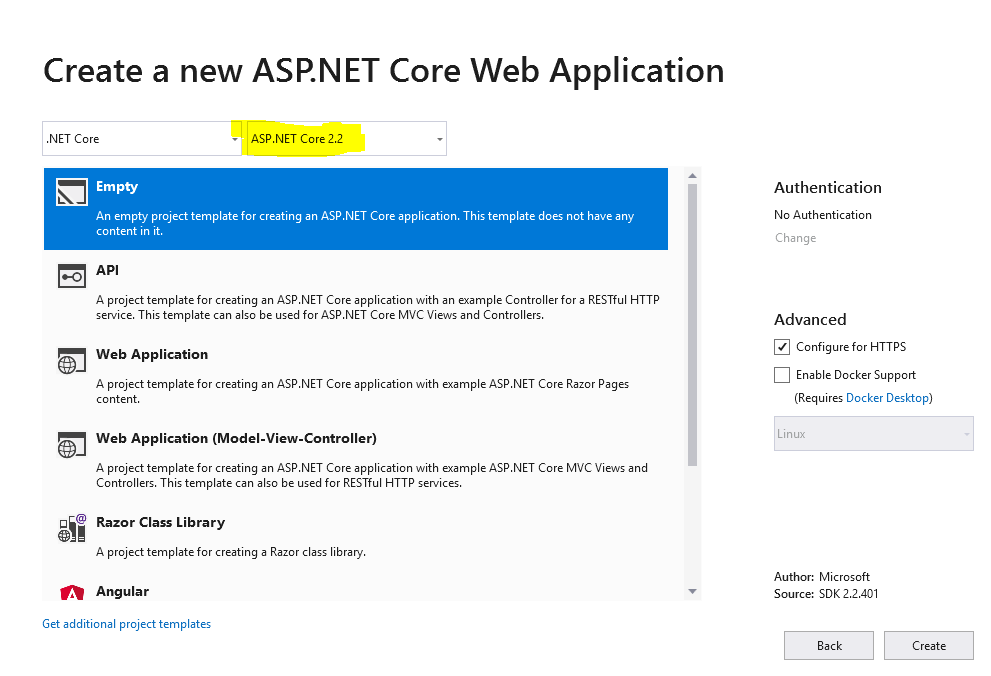 Create a new ASP.NET Core Web Application
.NET Core
ASP.NET Core 2.2
Empty
An empty project template for creating an ASP.NET Core application. This template does not have any
content in it.
API
A project template for creating an ASP.NET Core application with an example Controller for a RESTful HTTP
service. This template can also be used for ASP.NET Core MVC Views and Controllers.
Web Application
A project template for creating an ASP.NET Core application with example ASP.NET Core Razor Pages
content.
Web Application (Model-View-Controller)
A project template for creating an ASP.NET Core application with example ASP.NET Core MVC Views and
Controllers. This template can also be used for RESTful HTTP services.
Razor Class Library
A project template for creating a Razor class library.
Angular
Get additional project templates
Authentication
No Authentication
Change
Advanced
Configure for HTTPS
Enable Docker Support
(Requires Docker Desktop)
Linux
Author: Microsoft
Source: SDK 2.2.401
Back
Create